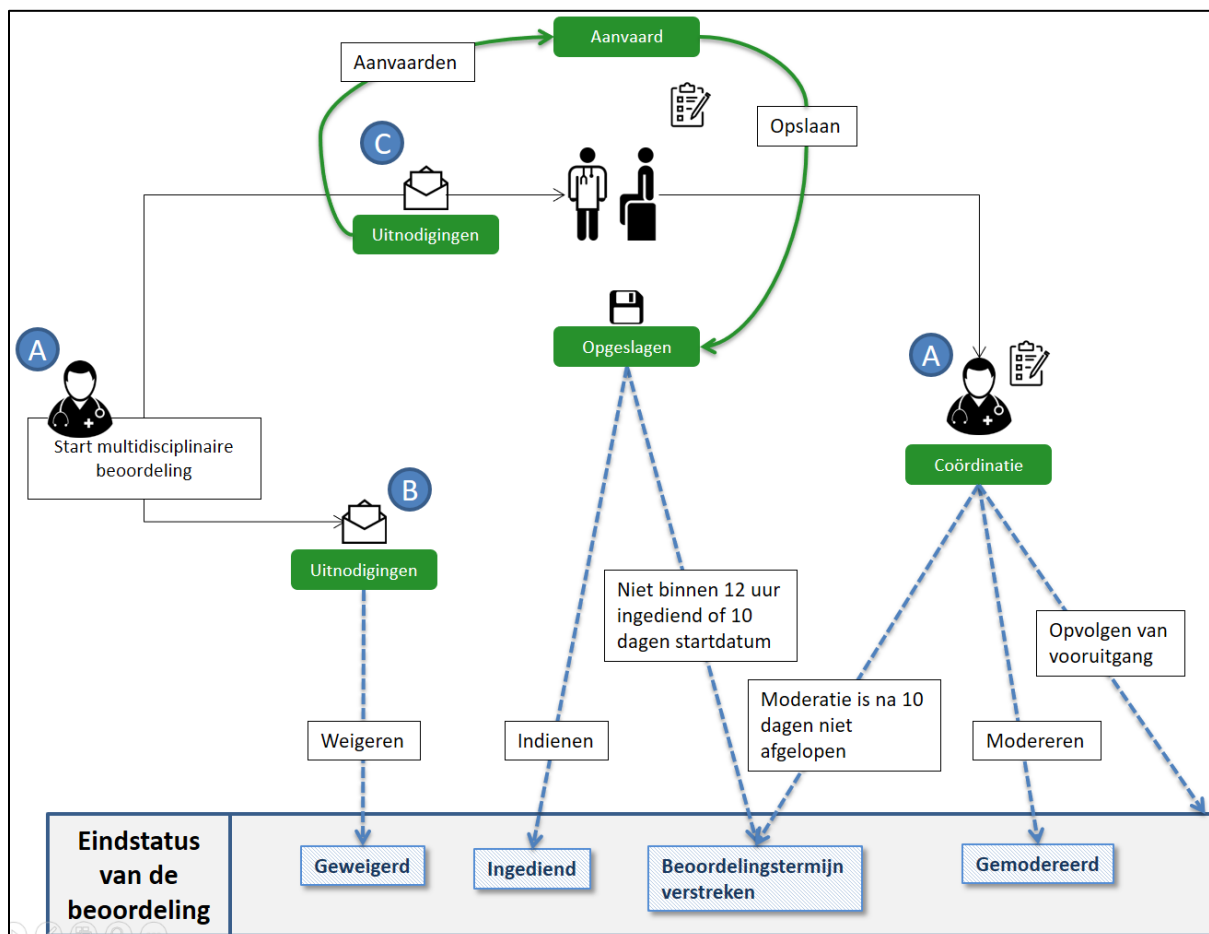 Aanvaard
Aanvaarden
Opslaan
C
Uitnodigingen
Opgeslagen
A
Start multidisciplinaire
beoordeling
A
Coördinatie
B
Uitnodigingen
Niet binnen 12 uur
ingediend of 10
dagen startdatum
Opvolgen van
vooruitgang
Moderatie is na 10
dagen niet
afgelopen
Weigeren
Indienen
Modereren
Eindstatus
van de
beoordeling
Geweigerd
Ingediend
Beoordelingstermijn
verstreken
Gemodereerd